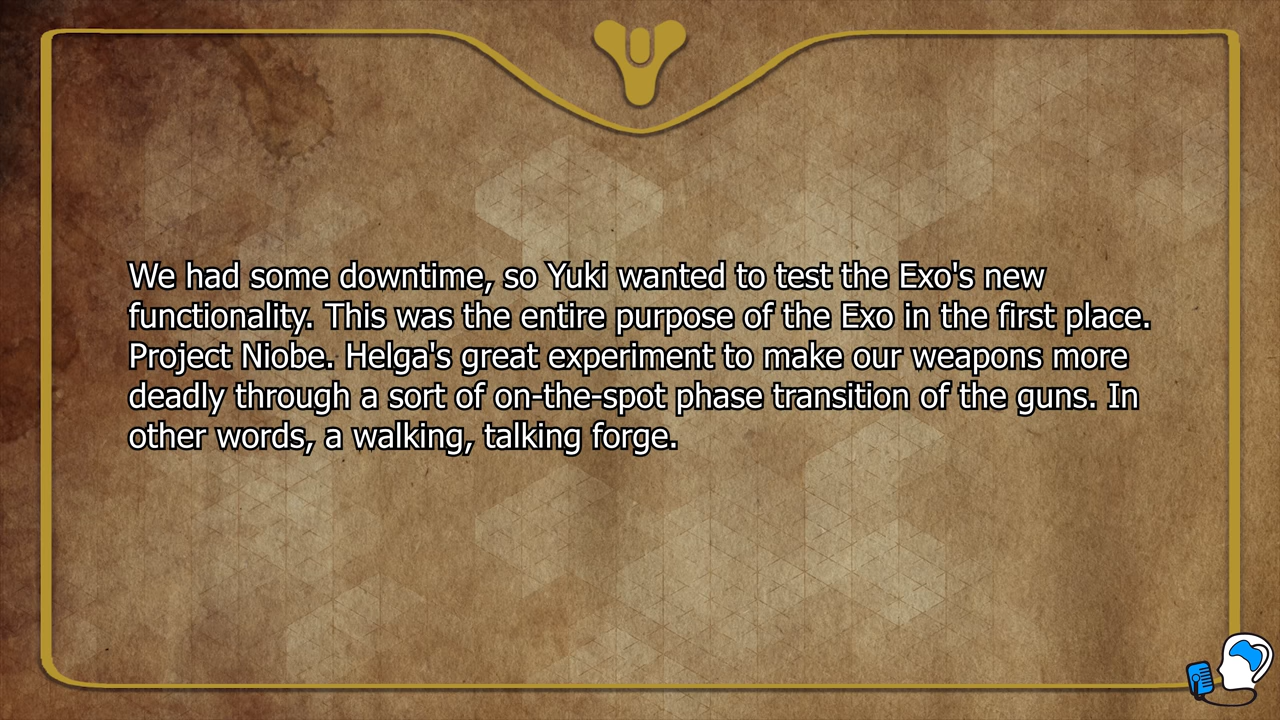 We had some downtime, so Yuki wanted to test the Exo's new
functionality. This was the entire purpose of the Exo in the first place.
Project Niobe. Helga's great experiment to make our weapons more
deadly through a sort of on-the-spot phase transition of the guns. In
other words, a walking, talking forge.